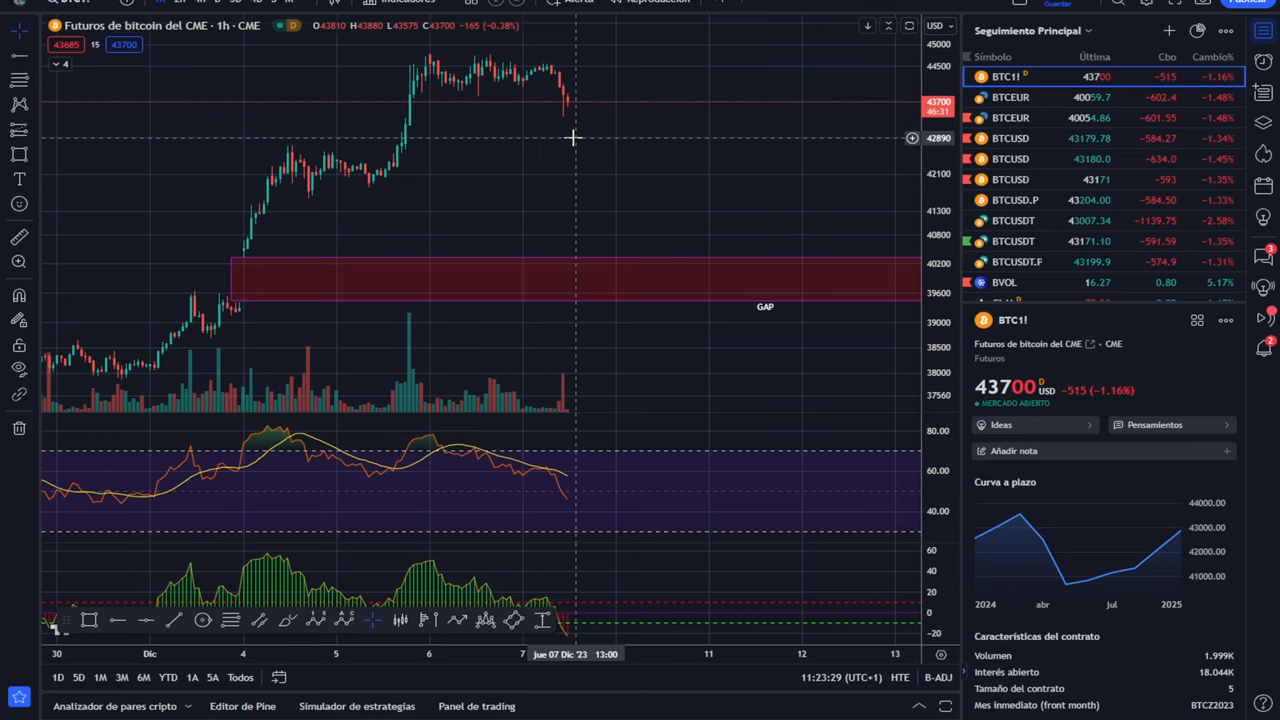 Guardar
Futuros de bitcoin del CME · 1h · CME
D
O43810 H43880 L43575 C43700 −165 (−0.38%)
USD
43685 15 43700
4
45000
44500
43700
46:31
42890
42100
41300
40800
40200
39600
39000
38500
38000
37560
GAP
80.00
60.00
40.00
60
40
20
0
−20
30 Dic 4 5 6 7 jue 07 Dic '23 13:00 11 12 13
1D 5D 1M 3M 6M YTD 1A 5A Todos
11:23:29 (UTC+1) HTE B-ADJ
Analizador de pares cripto Editor de Pine Simulador de estrategias Panel de trading
Seguimiento Principal
Símbolo Última Cbo Cambio%
BTC1! D 43700 −515 −1.16%
BTCEUR 40059.7 −602.4 −1.48%
BTCEUR 40054.86 −601.55 −1.48%
BTCUSD 43179.78 −584.27 −1.34%
BTCUSD 43180.0 −634.0 −1.45%
BTCUSD 43171 −593 −1.35%
BTCUSD.P 43204.00 −584.50 −1.33%
BTCUSDT 43007.34 −1139.75 −2.58%
BTCUSDT 43171.10 −591.59 −1.35%
BTCUSDT.P 43199.9 −574.9 −1.31%
BVOL 16.27 0.80 5.17%
BTC1!
Futuros de bitcoin del CME · CME
Futuros
43700 D USD −515 (−1.16%)
MERCADO ABIERTO
Ideas
Pensamientos
Añadir nota
Curva a plazo
44000.00
43000.00
42000.00
41000.00
2024 abr jul 2025
Características del contrato
Volumen 1.999K
Interés abierto 18.044K
Tamaño del contrato 5
Mes inmediato (front month) BTCZ2023
3
2